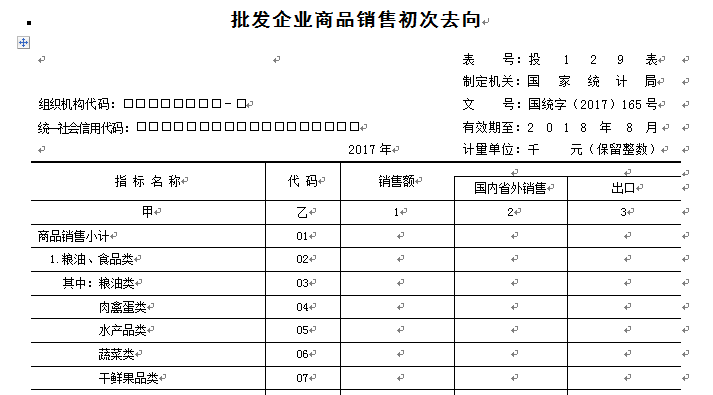 批发企业商品销售初次去向
表　　号：投　1　2　9　表
制定机关：国　家　统　计　局
组织机构代码：□□□□□□□□-□
文　　号：国统字（2017）165号
统一社会信用代码：□□□□□□□□□□□□□□□□□□
有效期至：2 0 1 8 年 8 月
2017年
计量单位：千　　元（保留整数）
指 标 名 称
代 码
销售额
国内省外销售
出口
甲
乙
1
2
3
商品销售小计
01
1.粮油、食品类
02
其中：粮油类
03
肉禽蛋类
04
水产品类
05
蔬菜类
06
干鲜果品类
07